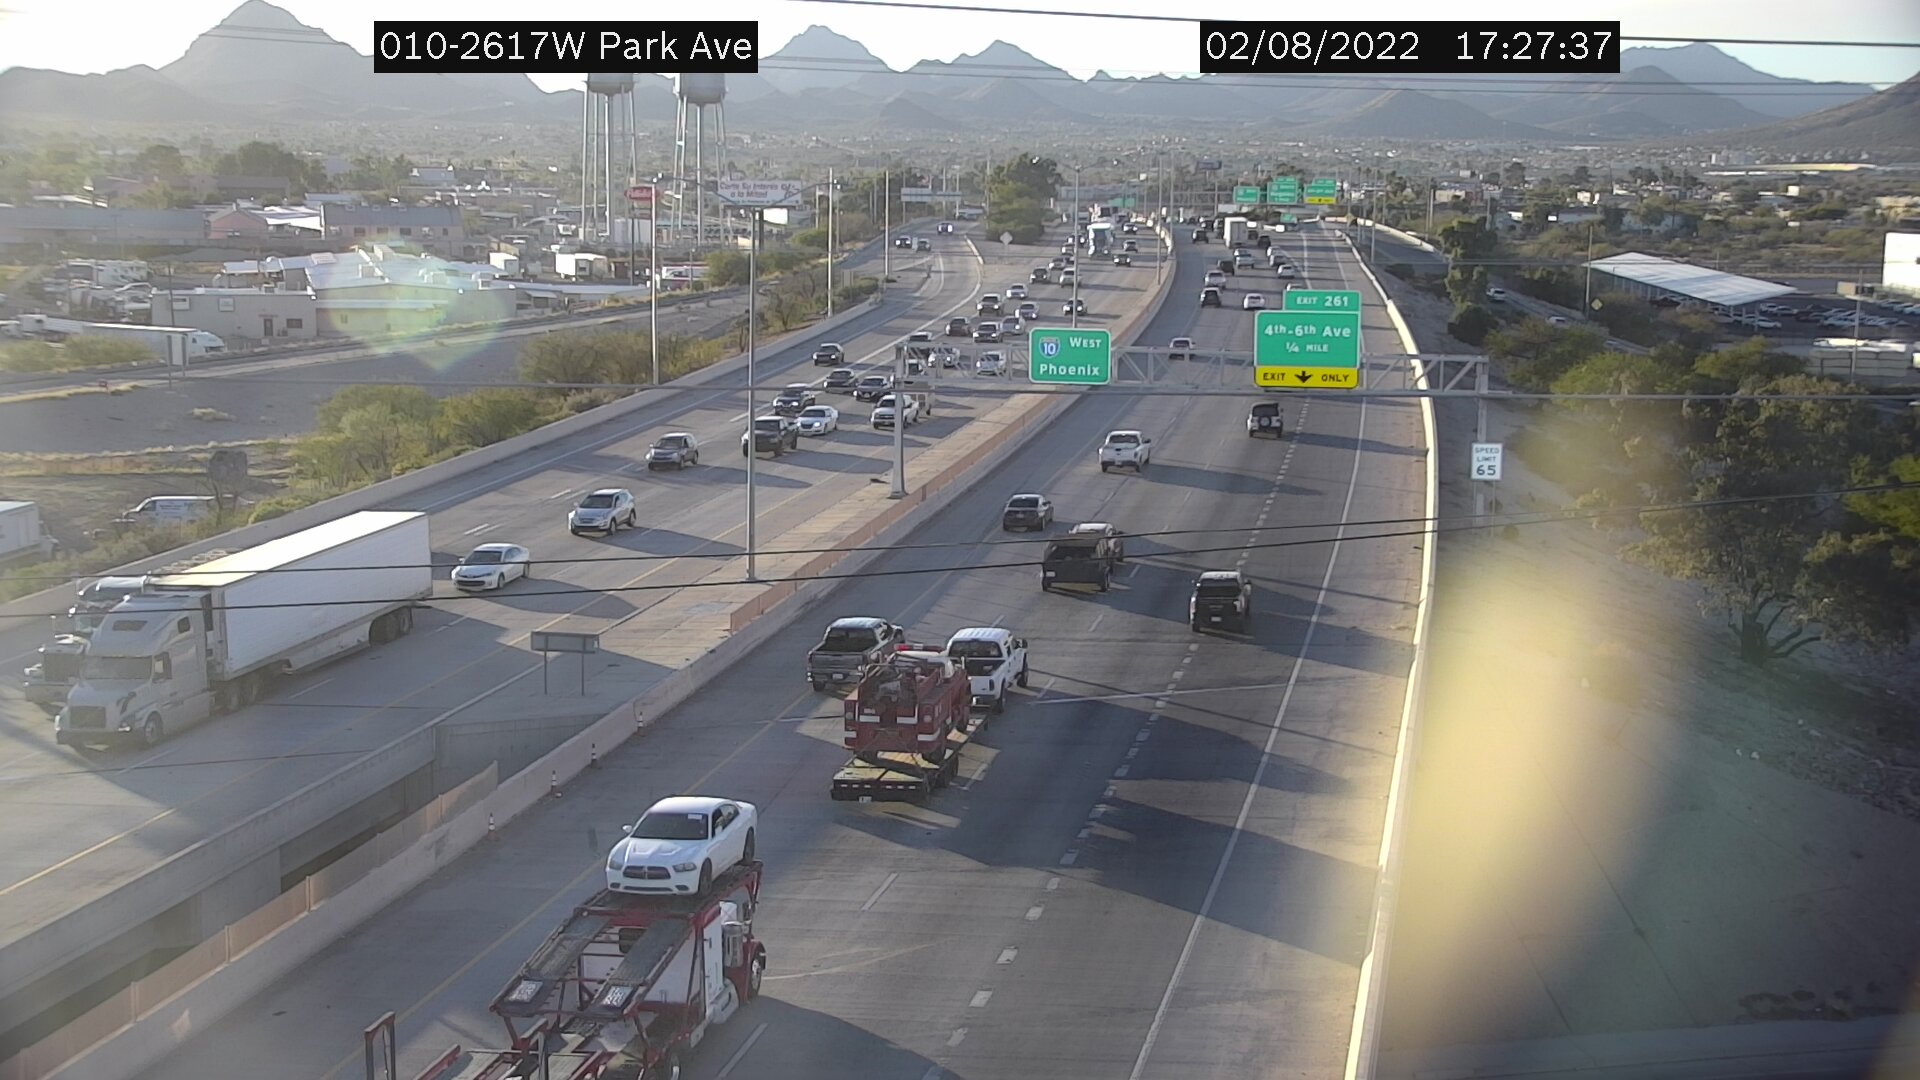 010-2617W Park Ave
02/08/2022 17:27:37
EXIT 261
4th-6th Ave
1/4 MILE
EXIT ONLY
10 WEST
Phoenix
SPEED
LIMIT
65